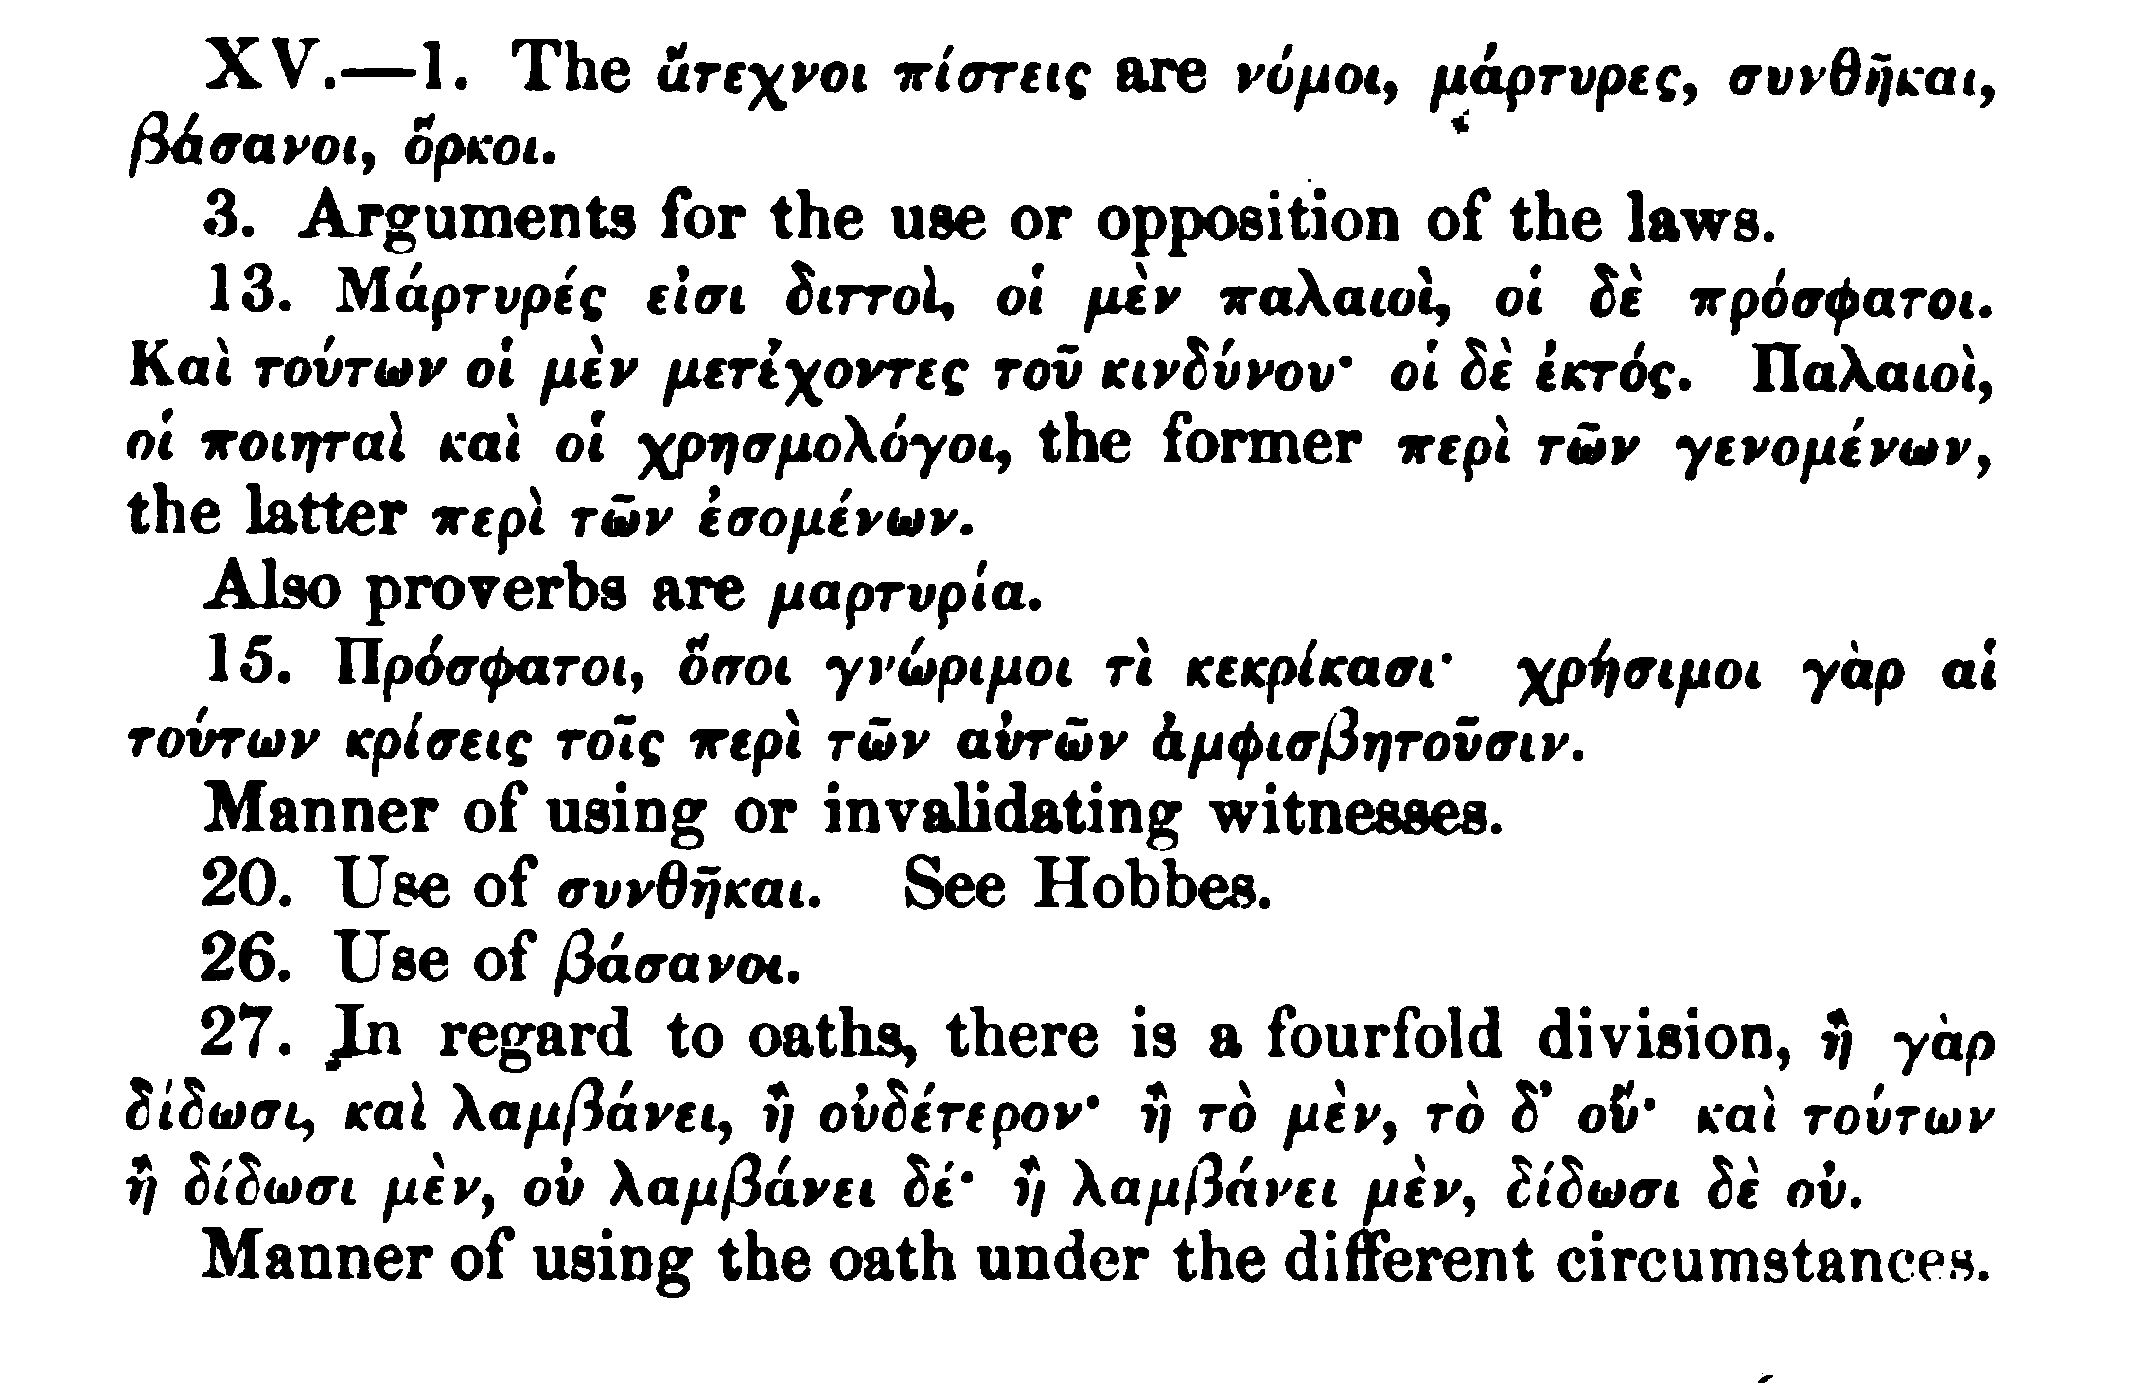 XV.—1. The ἄτεχνοι πίστεις are νόμοι, μάρτυρες, συνθῆκαι,
βάσανοι, ὅρκοι.
3. Arguments for the use or opposition of the laws.
13. Μάρτυρές εἰσι διττοὶ, οἱ μὲν παλαιοὶ, οἱ δὲ πρόσφατοι.
Καὶ τούτων οἱ μὲν μετέχοντες τοῦ κινδύνου· οἱ δὲ ἐκτός. Παλαιοὶ,
οἱ ποιηταὶ καὶ οἱ χρησμολόγοι, the former περὶ τῶν γενομένων,
the latter περὶ τῶν ἐσομένων.
Also proverbs are μαρτυρία.
15. Πρόσφατοι, ὅσοι γνώριμοι τὶ κεκρίκασι· χρήσιμοι γὰρ αἱ
τούτων κρίσεις τοῖς περὶ τῶν αὐτῶν ἀμφισβητοῦσιν.
Manner of using or invalidating witnesses.
20. Use of συνθῆκαι. See Hobbes.
26. Use of βάσανοι.
27. In regard to oaths, there is a fourfold division, ἢ γὰρ
δίδωσι, καὶ λαμβάνει, ἢ οὐδέτερον· ἢ τὸ μὲν, τὸ δ’ οὔ· καὶ τούτων
ἢ δίδωσι μὲν, οὐ λαμβάνει δέ· ἢ λαμβάνει μὲν, δίδωσι δὲ οὐ.
Manner of using the oath under the different circumstances.